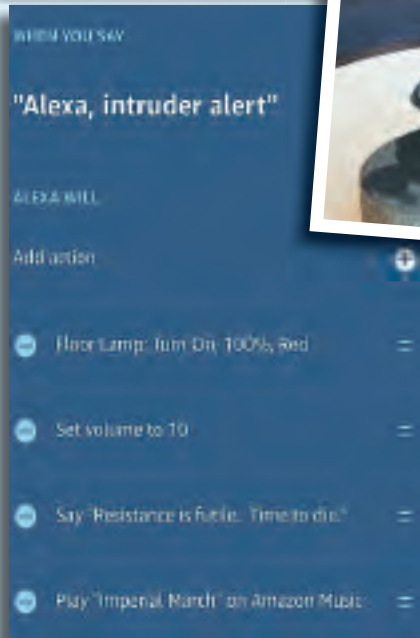 WHEN YOU SAY
"Alexa, intruder alert"
ALEXA WILL
Add action
Floor Lamp: Turn On, 100%, Red
Set volume to 10
Say "Resistance is futile. Time to die."
Play "Imperial March" on Amazon Music